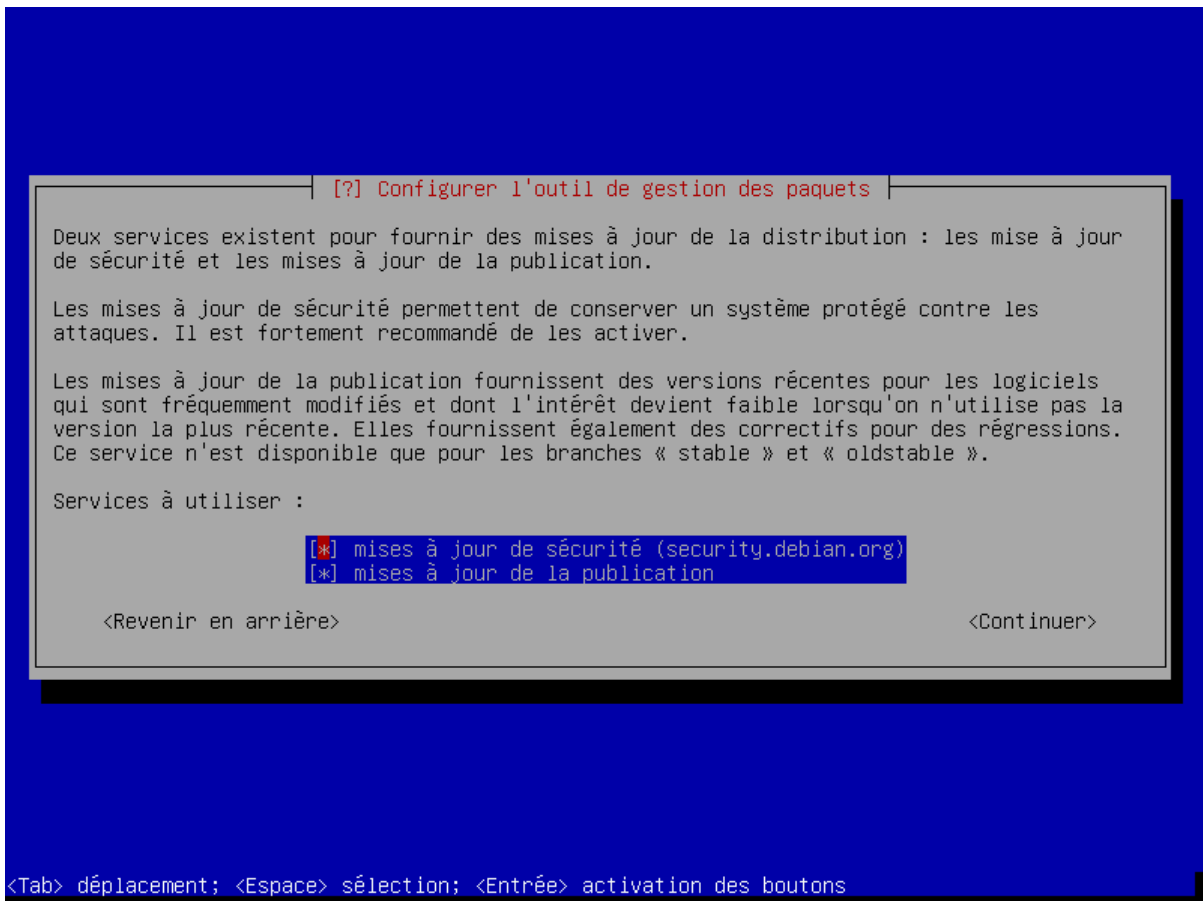 [?] Configurer l'outil de gestion des paquets
Deux services existent pour fournir des mises à jour de la distribution : les mise à jour
de sécurité et les mises à jour de la publication.
Les mises à jour de sécurité permettent de conserver un système protégé contre les
attaques. Il est fortement recommandé de les activer.
Les mises à jour de la publication fournissent des versions récentes pour les logiciels
qui sont fréquemment modifiés et dont l'intérêt devient faible lorsqu'on n'utilise pas la
version la plus récente. Elles fournissent également des correctifs pour des régressions.
Ce service n'est disponible que pour les branches « stable » et « oldstable ».
Services à utiliser :
[*] mises à jour de sécurité (security.debian.org)
[*] mises à jour de la publication
<Revenir en arrière> <Continuer>
<Tab> déplacement; <Espace> sélection; <Entrée> activation des boutons